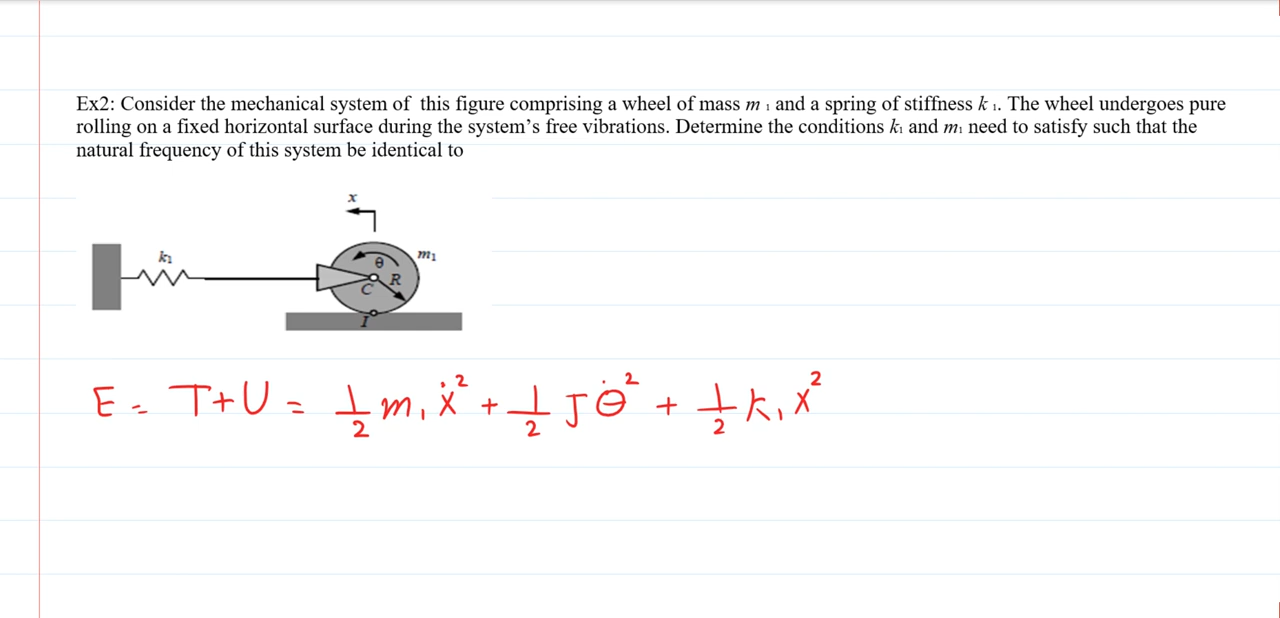 Ex2: Consider the mechanical system of this figure comprising a wheel of mass m 1 and a spring of stiffness k 1. The wheel undergoes pure
rolling on a fixed horizontal surface during the system’s free vibrations. Determine the conditions k1 and m1 need to satisfy such that the
natural frequency of this system be identical to
x
k1
θ
m1
R
C
I
E = T+U = 1/2 m₁ ẋ² + 1/2 J θ̇² + 1/2 k₁ x²